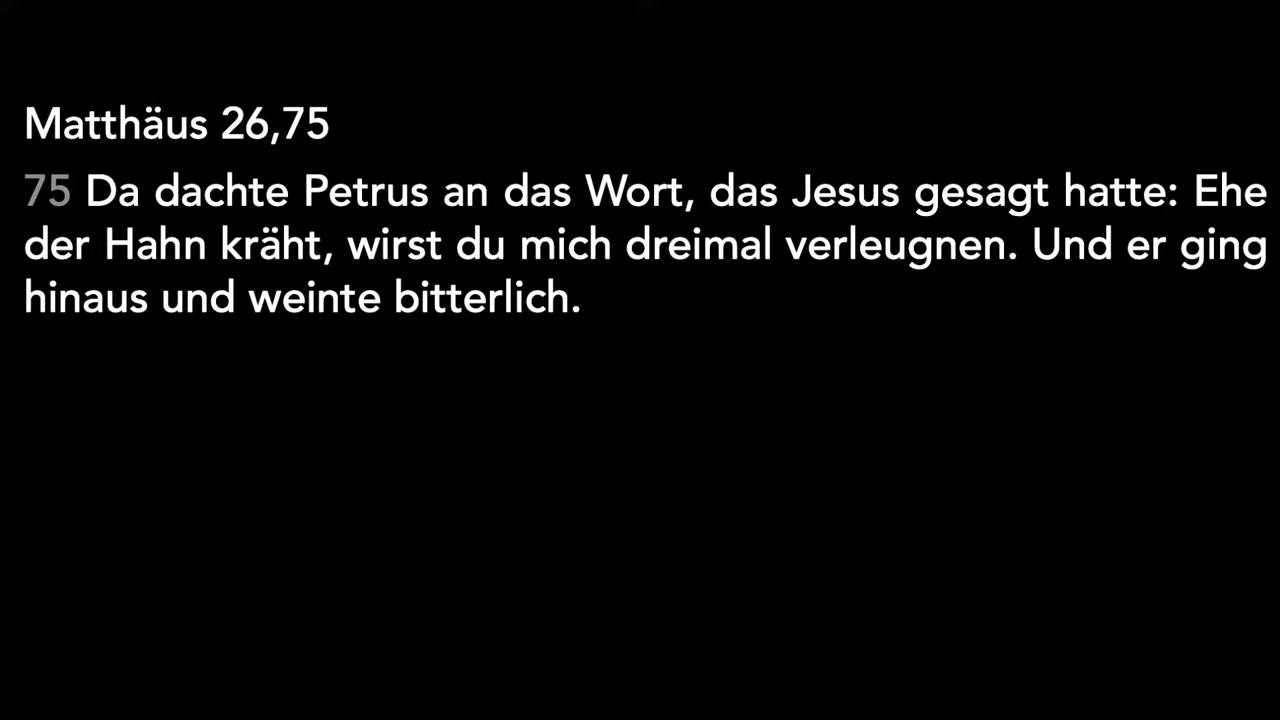 Matthäus 26,75
75 Da dachte Petrus an das Wort, das Jesus gesagt hatte: Ehe
der Hahn kräht, wirst du mich dreimal verleugnen. Und er ging
hinaus und weinte bitterlich.